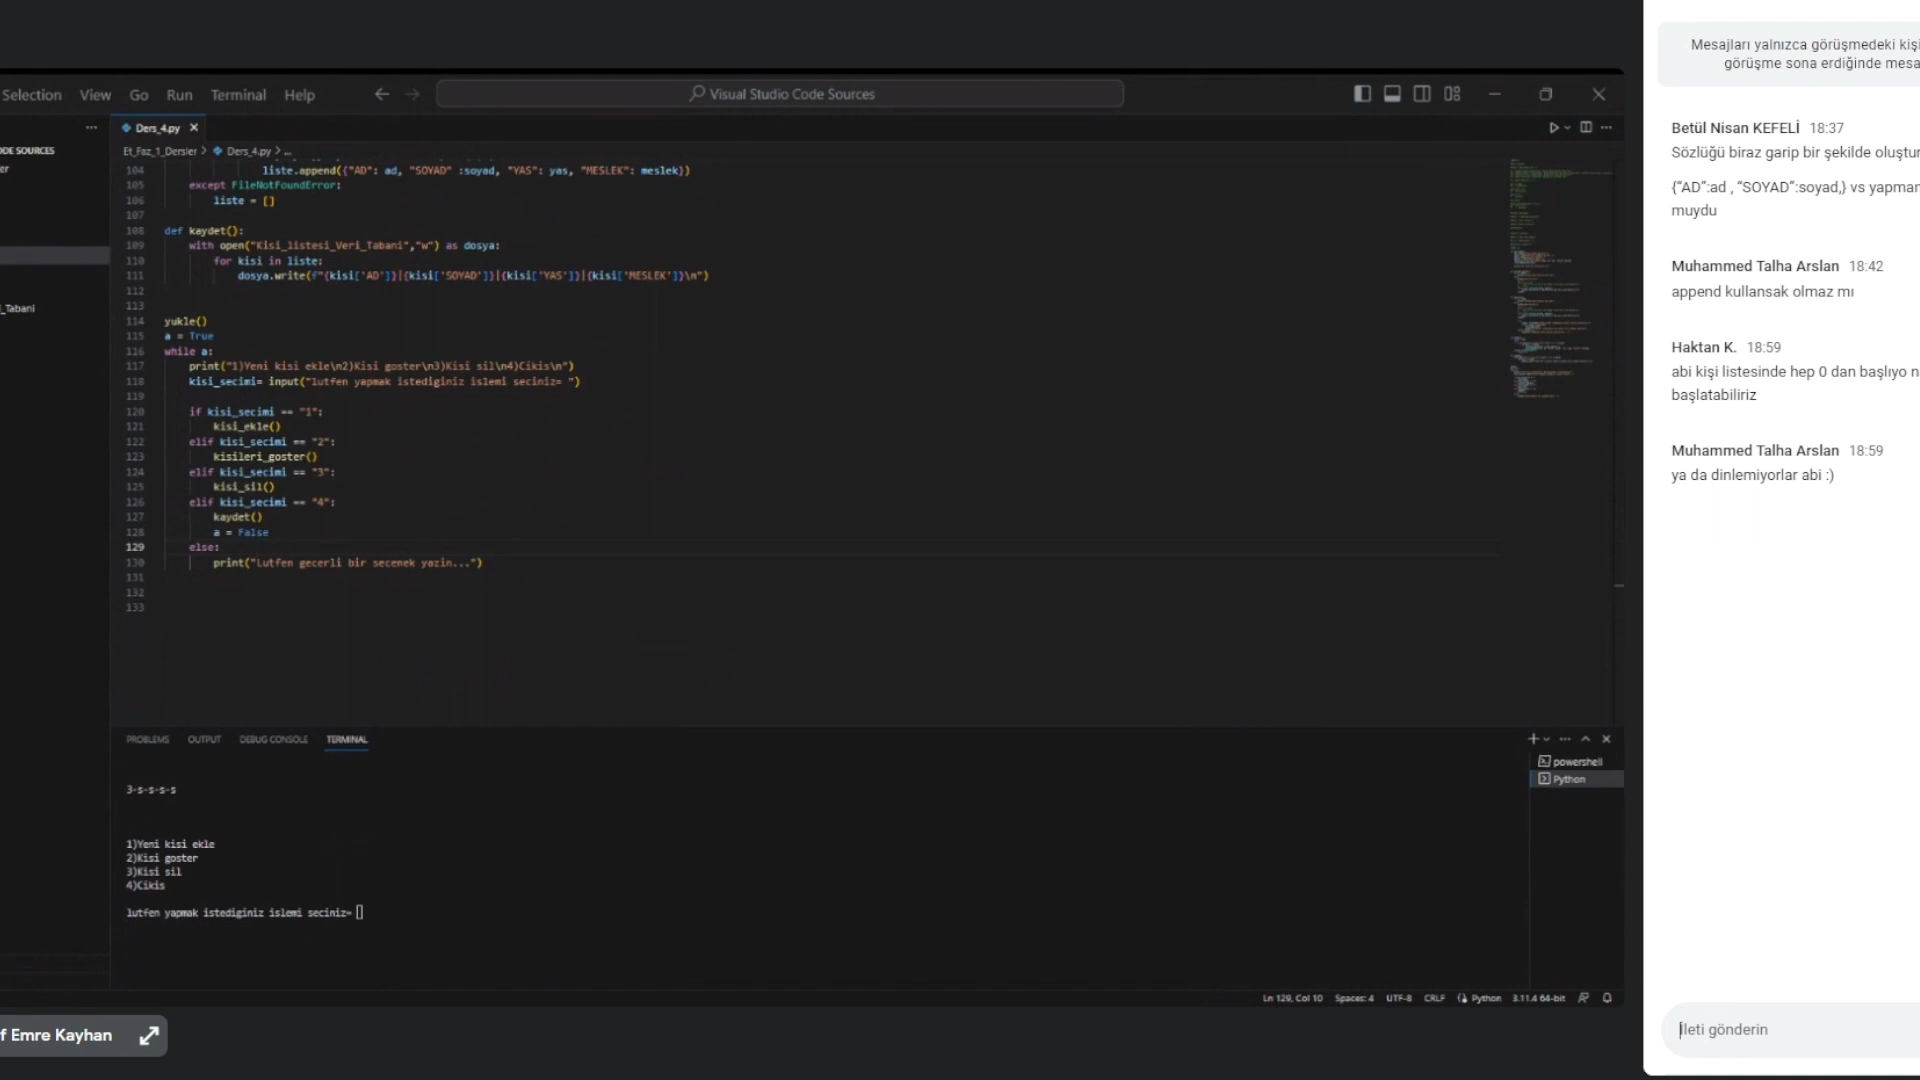 Selection View Go Run Terminal Help
Visual Studio Code Sources
Ders_4.py
Et_Faz_1_Dersler > Ders_4.py > ...
SOURCES
_Tabani
104 liste.append({"AD": ad, "SOYAD" :soyad, "YAS": yas, "MESLEK": meslek})
105 except FileNotFoundError:
106 liste = []
107
108 def kaydet():
109 with open("Kisi_listesi_Veri_Tabani","w") as dosya:
110 for kisi in liste:
111 dosya.write(f"{kisi['AD']}|{kisi['SOYAD']}|{kisi['YAS']}|{kisi['MESLEK']}\n")
112
113
114 yukle()
115 a = True
116 while a:
117 print("1)Yeni kisi ekle\n2)Kisi goster\n3)Kisi sil\n4)Cikis\n")
118 kisi_secimi= input("lutfen yapmak istediginiz islemi seciniz= ")
119
120 if kisi_secimi == "1":
121 kisi_ekle()
122 elif kisi_secimi == "2":
123 kisileri_goster()
124 elif kisi_secimi == "3":
125 kisi_sil()
126 elif kisi_secimi == "4":
127 kaydet()
128 a = False
129 else:
130 print("Lutfen gecerli bir secenek yazin...")
131
132
133
PROBLEMS OUTPUT DEBUG CONSOLE TERMINAL
powershell
Python
3-s-s-s-s
1)Yeni kisi ekle
2)Kisi goster
3)Kisi sil
4)Cikis
lutfen yapmak istediginiz islemi seciniz=
Ln 129, Col 10 Spaces: 4 UTF-8 CRLF Python 3.11.4 64-bit
f Emre Kayhan
Mesajları yalnızca görüşmedeki kişi
görüşme sona erdiğinde mesa
Betül Nisan KEFELİ 18:37
Sözlüğü biraz garip bir şekilde oluştur
{“AD”:ad , “SOYAD”:soyad,} vs yapmam
muydu
Muhammed Talha Arslan 18:42
append kullansak olmaz mı
Haktan K. 18:59
abi kişi listesinde hep 0 dan başlıyo n
başlatabiliriz
Muhammed Talha Arslan 18:59
ya da dinlemiyorlar abi :)
İleti gönderin